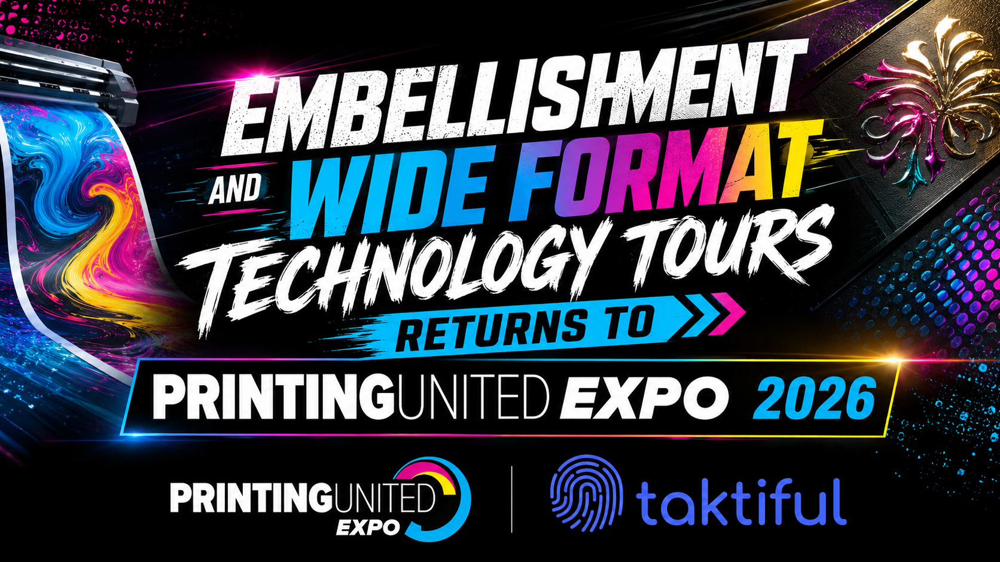 EMBELLISHMENT
AND WIDE FORMAT
TECHNOLOGY TOURS
RETURNS TO
PRINTINGUNITED EXPO 2026
PRINTINGUNITED
EXPO
taktiful